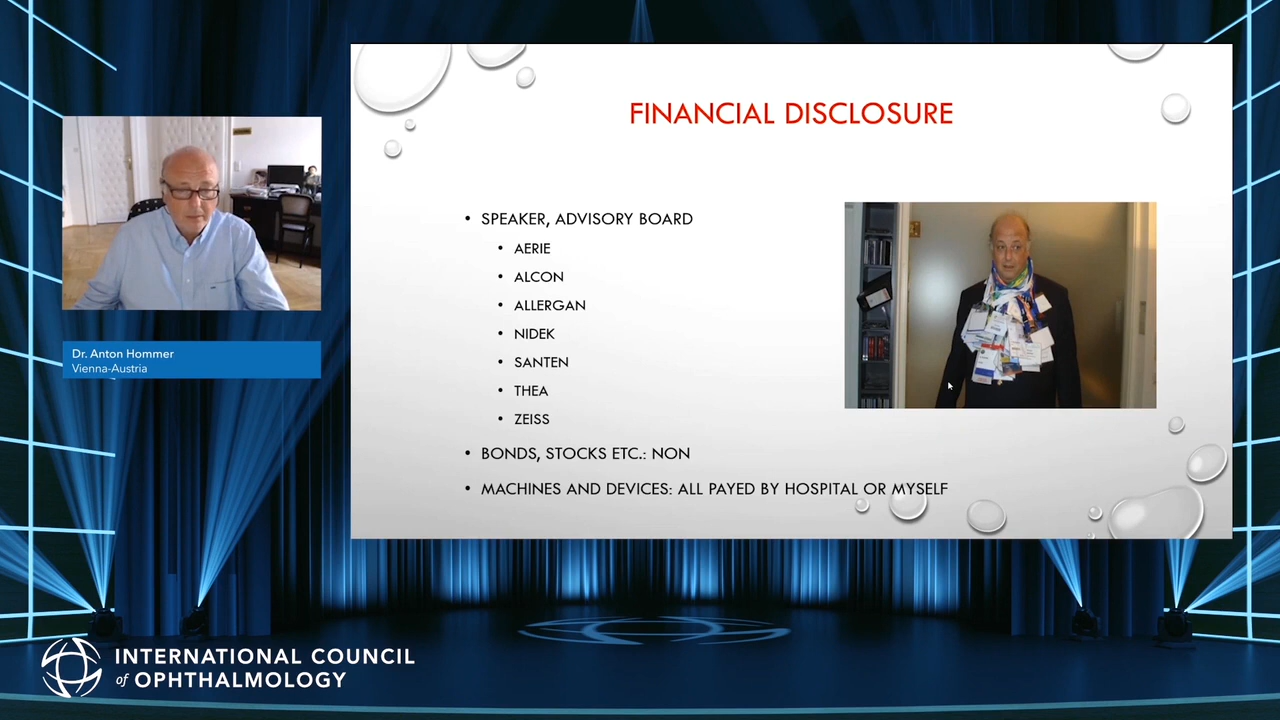 FINANCIAL DISCLOSURE
• SPEAKER, ADVISORY BOARD
• AERIE
• ALCON
• ALLERGAN
• NIDEK
• SANTEN
• THEA
• ZEISS
• BONDS, STOCKS ETC.: NON
• MACHINES AND DEVICES: ALL PAYED BY HOSPITAL OR MYSELF
Dr. Anton Hommer
Vienna-Austria
INTERNATIONAL COUNCIL
of OPHTHALMOLOGY